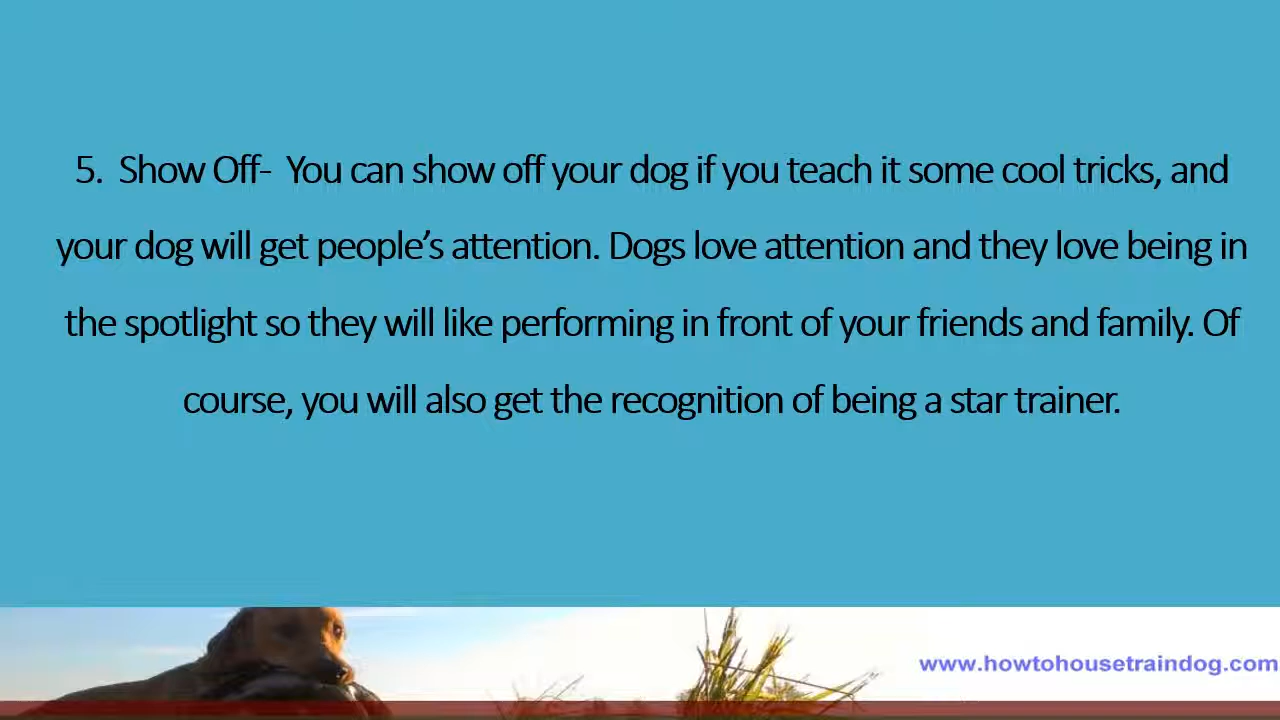 5.  Show Off-  You can show off your dog if you teach it some cool tricks, and
your dog will get people’s attention. Dogs love attention and they love being in
the spotlight so they will like performing in front of your friends and family. Of
course, you will also get the recognition of being a star trainer.
www.howtohousetraindog.com